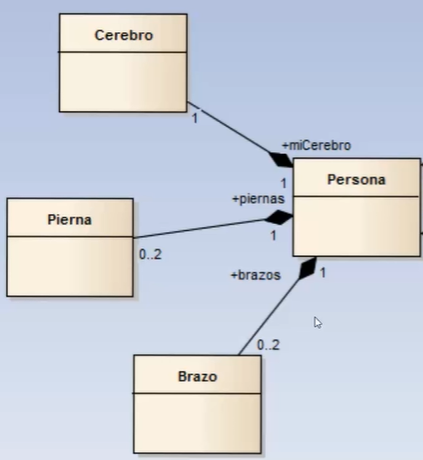 Cerebro
1
+miCerebro
1
Persona
+piernas
Pierna
1
0..2
+brazos
1
0..2
Brazo